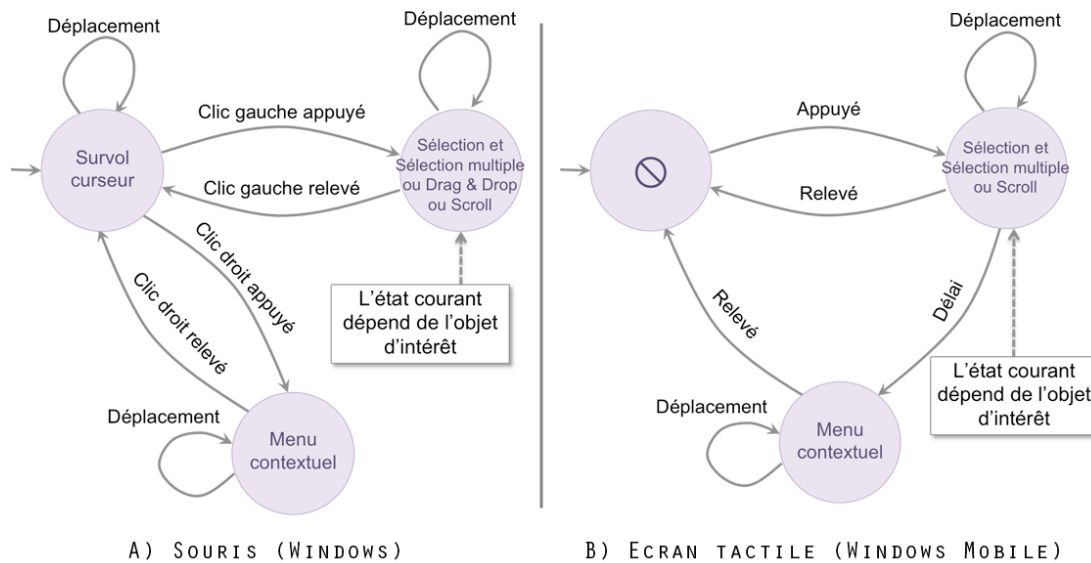 Déplacement
Survol
curseur
Clic gauche appuyé
Clic gauche relevé
Déplacement
Sélection et
Sélection multiple
ou Drag & Drop
ou Scroll
L'état courant
dépend de l'objet
d'intérêt
Clic droit appuyé
Clic droit relevé
Déplacement
Menu
contextuel
A) Souris (Windows)
Appuyé
Relevé
Déplacement
Sélection et
Sélection multiple
ou Scroll
Délai
Relevé
L'état courant
dépend de l'objet
d'intérêt
Déplacement
Menu
contextuel
B) Ecran tactile (Windows Mobile)